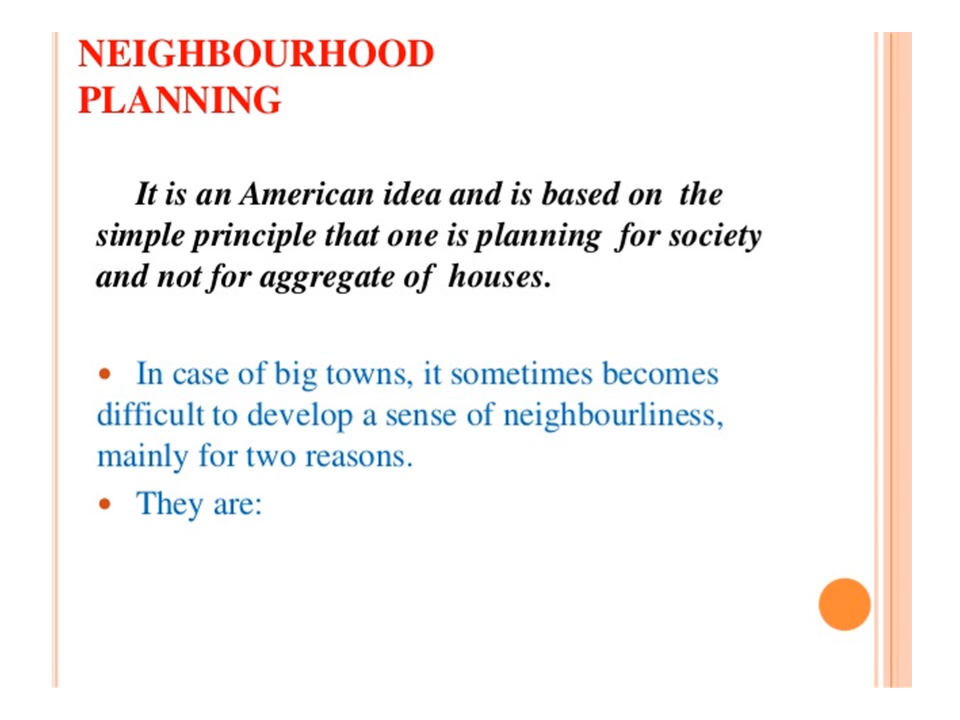 NEIGHBOURHOOD
PLANNING
It is an American idea and is based on the
simple principle that one is planning for society
and not for aggregate of houses.
• In case of big towns, it sometimes becomes
difficult to develop a sense of neighbourliness,
mainly for two reasons.
• They are: